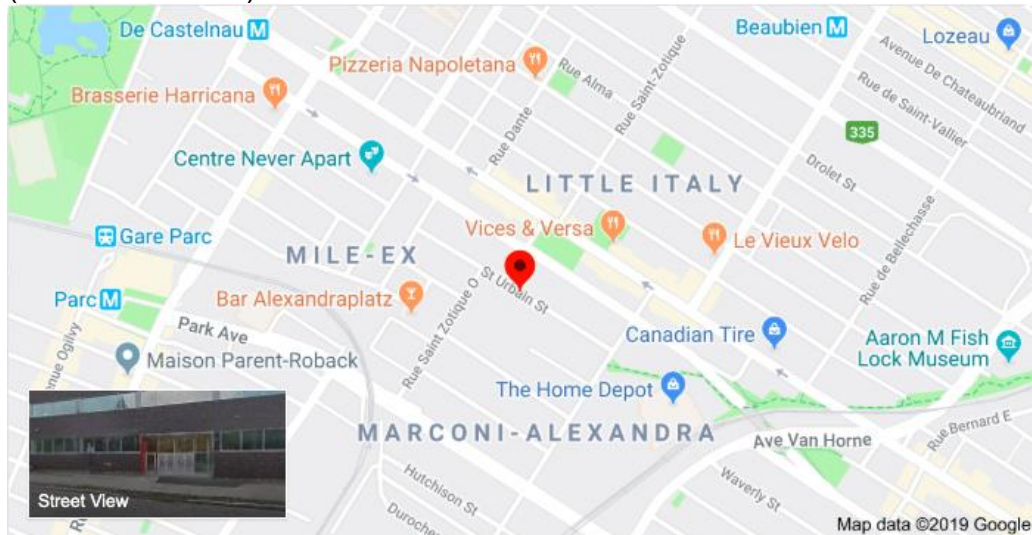 De Castelnau M
Beaubien M
Lozeau
Avenue De Chateaubriand
Pizzeria Napoletana
Rue Alma
Rue Saint-Zotique
Rue de Saint-Vallier
Brasserie Harricana
335
Rue Dante
Centre Never Apart
Drolet St
LITTLE ITALY
Vices & Versa
Le Vieux Velo
Rue de Bellechasse
Gare Parc
MILE-EX
St Urbain St
Parc M
Bar Alexandraplatz
Rue Saint Zotique O
Park Ave
Canadian Tire
Aaron M Fish
Lock Museum
Maison Parent-Roback
The Home Depot
MARCONI-ALEXANDRA
Ave Van Horne
Rue Bernard E
Hutchison St
Waverly St
Street View
Map data ©2019 Google